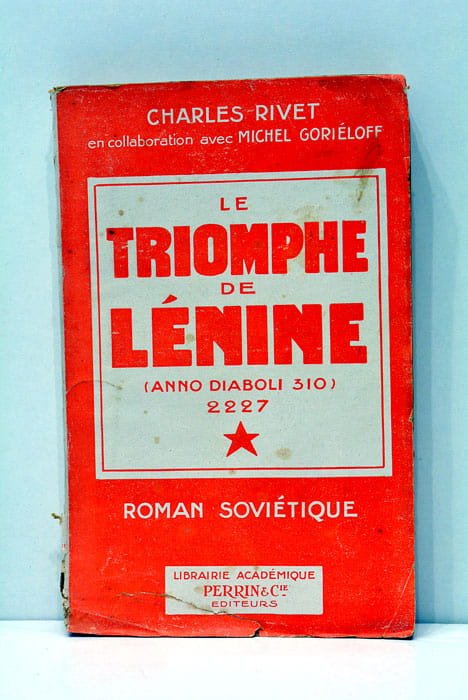 CHARLES RIVET
en collaboration avec MICHEL GORIÉLOFF
LE
TRIOMPHE
DE
LÉNINE
(ANNO DIABOLI 310)
2227
ROMAN SOVIÉTIQUE
LIBRAIRIE ACADÉMIQUE
PERRIN & CIE
EDITEURS